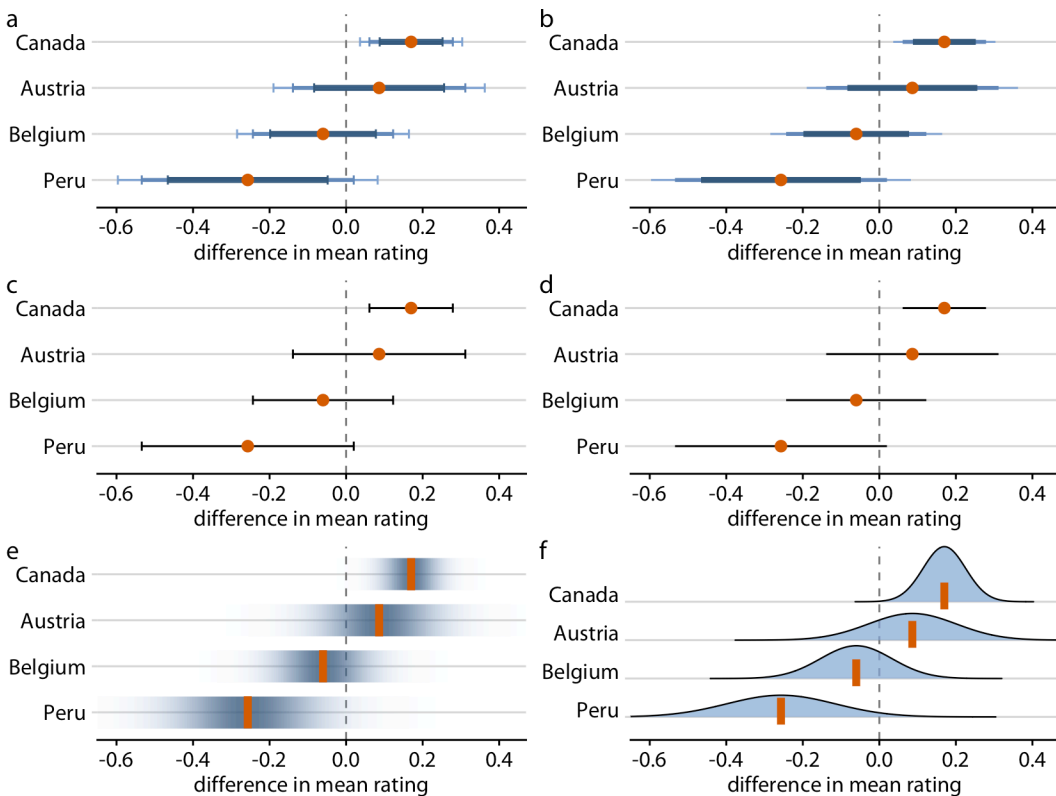 a
Canada
Austria
Belgium
Peru
-0.6 -0.4 -0.2 0.0 0.2 0.4
difference in mean rating
b
Canada
Austria
Belgium
Peru
-0.6 -0.4 -0.2 0.0 0.2 0.4
difference in mean rating
c
Canada
Austria
Belgium
Peru
-0.6 -0.4 -0.2 0.0 0.2 0.4
difference in mean rating
d
Canada
Austria
Belgium
Peru
-0.6 -0.4 -0.2 0.0 0.2 0.4
difference in mean rating
e
Canada
Austria
Belgium
Peru
-0.6 -0.4 -0.2 0.0 0.2 0.4
difference in mean rating
f
Canada
Austria
Belgium
Peru
-0.6 -0.4 -0.2 0.0 0.2 0.4
difference in mean rating